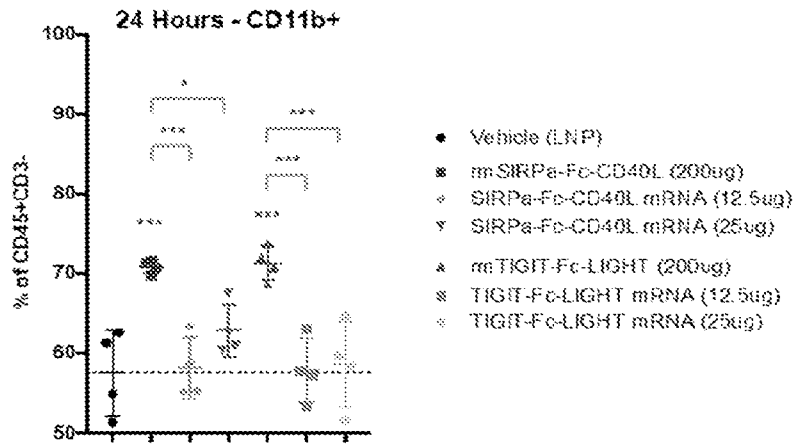 24 Hours - CD11b+
100
90
80
70
60
50
% of CD45+CD3-
*
***
***
***
***
***
Vehicle (LNP)
rmSIRPa-Fc-CD40L (200ug)
SIRPa-Fc-CD40L mRNA (12.5ug)
SIRPa-Fc-CD40L mRNA (25ug)
rmTIGIT-Fc-LIGHT (200ug)
TIGIT-Fc-LIGHT mRNA (12.5ug)
TIGIT-Fc-LIGHT mRNA (25ug)